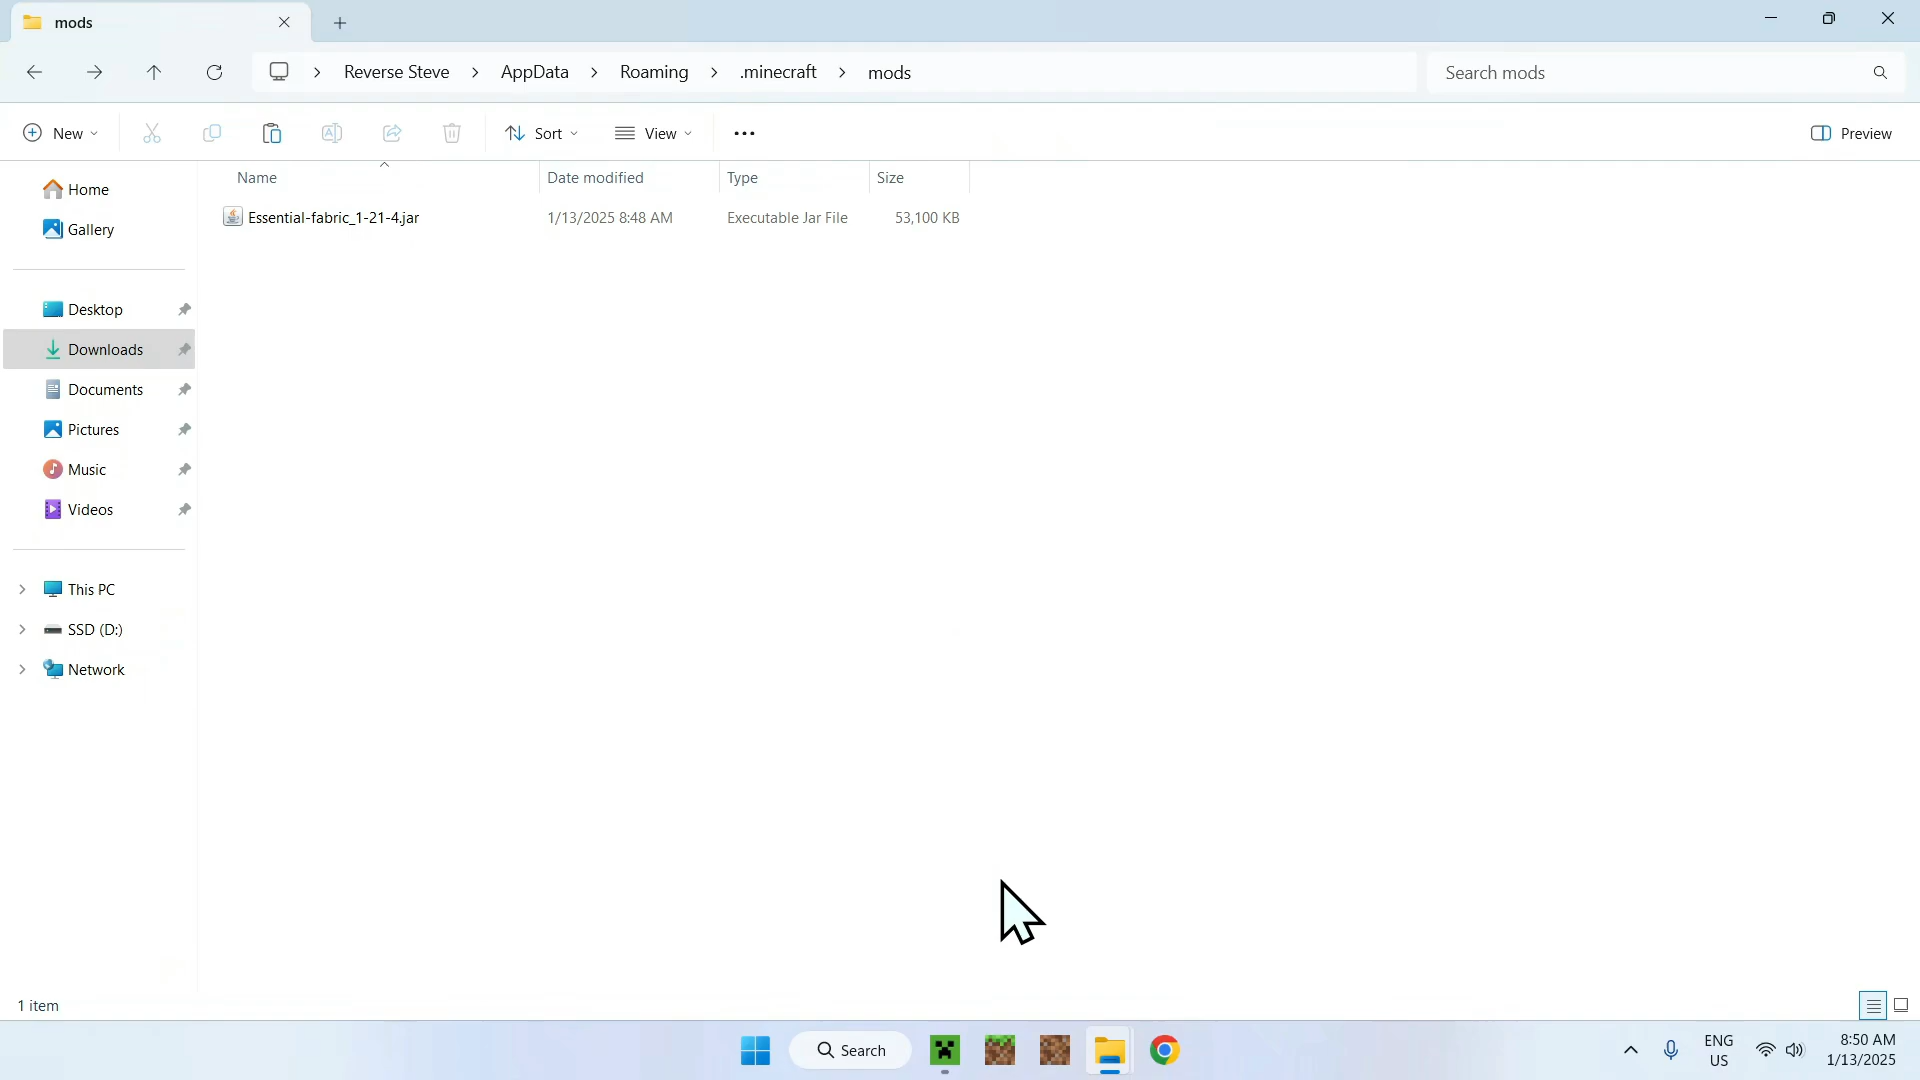 mods
Reverse Steve AppData Roaming .minecraft mods
Search mods
New
Sort
View
Preview
Name Date modified Type Size
Essential-fabric_1-21-4.jar 1/13/2025 8:48 AM Executable Jar File 53,100 KB
Home
Gallery
Desktop
Downloads
Documents
Pictures
Music
Videos
This PC
SSD (D:)
Network
1 item
Search
ENG
US
8:50 AM
1/13/2025